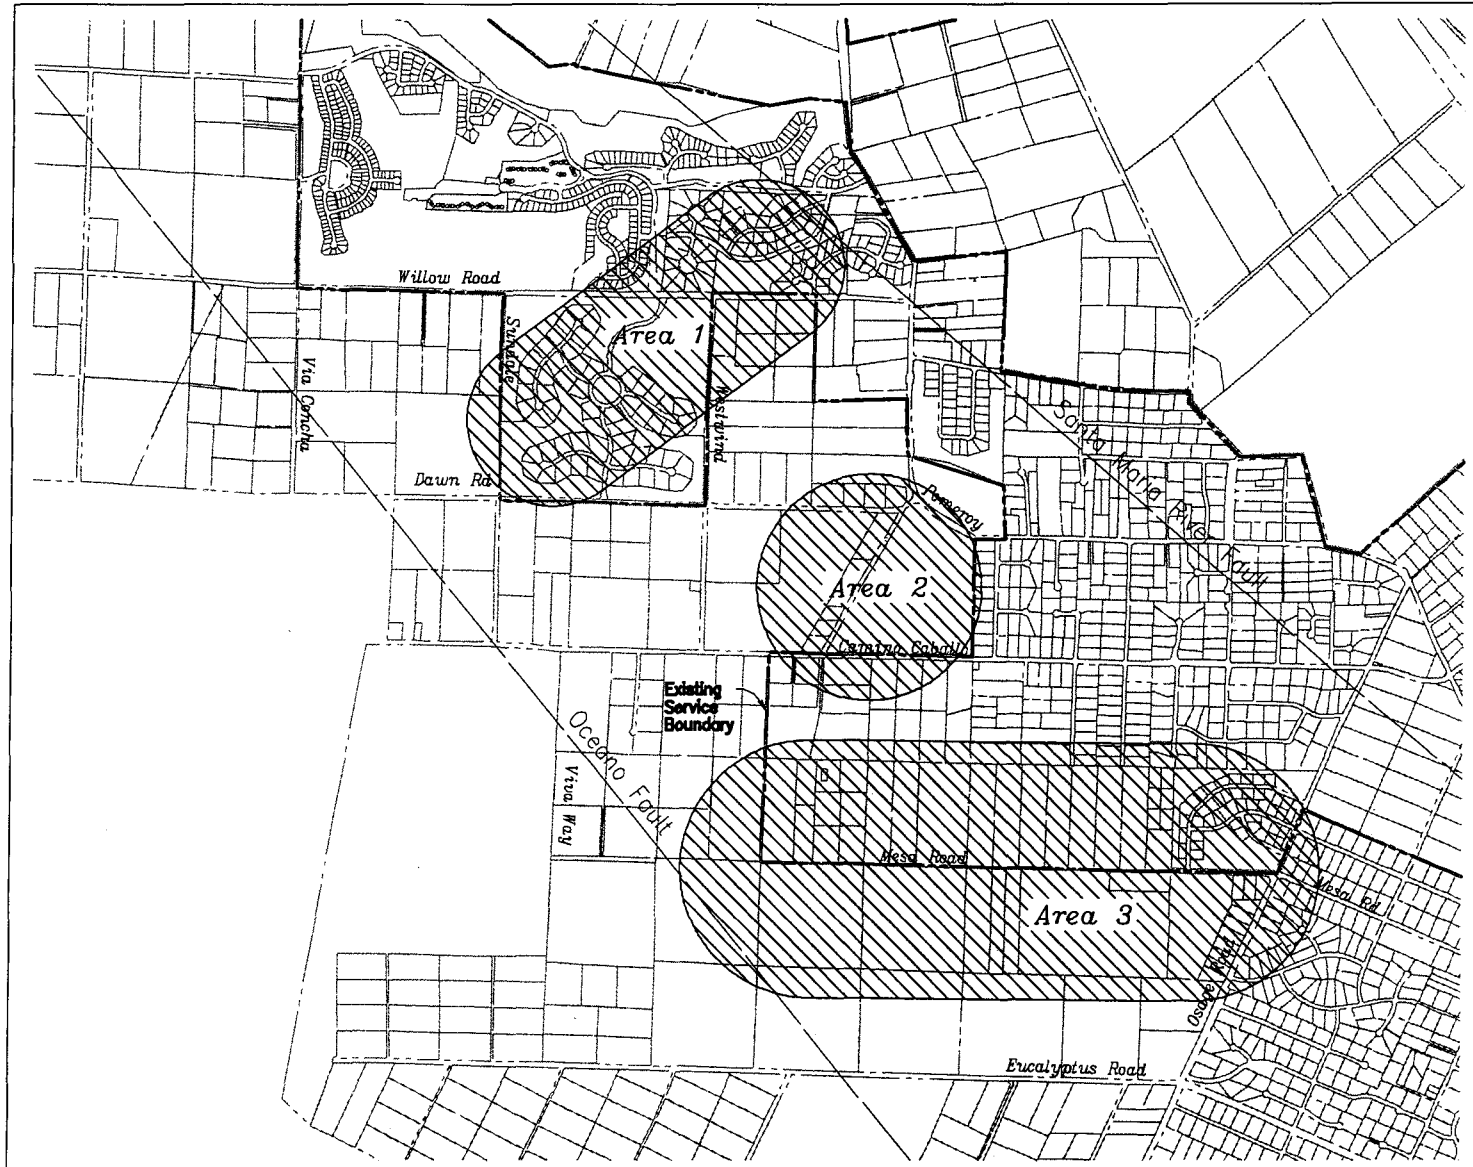 Willow Road
Area 1
Sundale
Via Concha
Westwind
Dawn Rd
Santa Maria River Fault
Pomeroy
Area 2
Camino Caballo
Existing
Service
Boundary
Oceano Fault
Viva Way
Mesa Road
Mesa Rd
Area 3
Osage Road
Eucalyptus Road